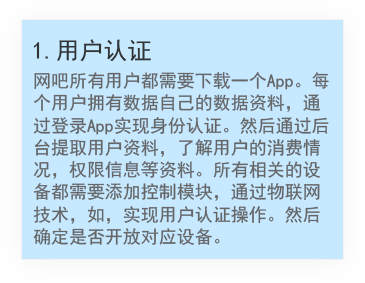 1.用户认证
网吧所有用户都需要下载一个App。每
个用户拥有数据自己的数据资料，通
过登录App实现身份认证。然后通过后
台提取用户资料，了解用户的消费情
况，权限信息等资料。所有相关的设
备都需要添加控制模块，通过物联网
技术，如，实现用户认证操作。然后
确定是否开放对应设备。